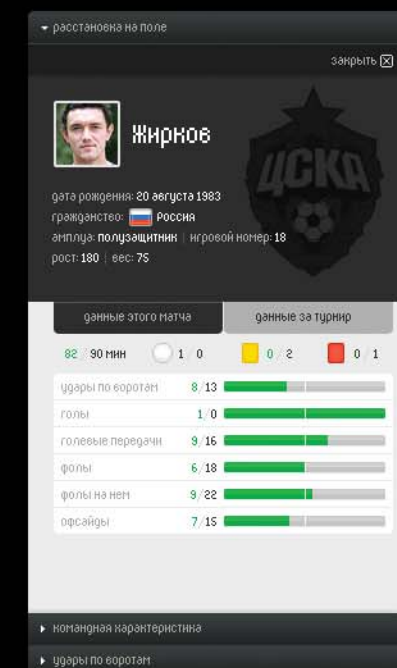 расстановка на поле
закрыть
Жирков
ЦСКА
дата рождения: 20 августа 1983
гражданство: Россия
амплуа: полузащитник | игровой номер: 18
рост: 180 | вес: 75
данные этого матча данные за турнир
82 / 90 мин 1 / 0 0 / 2 0 / 1
удары по воротам 8/13
голы 1/0
голевые передачи 9/16
фолы 6/18
фолы на нем 9/22
офсайды 7/15
командная характеристика
удары по воротам